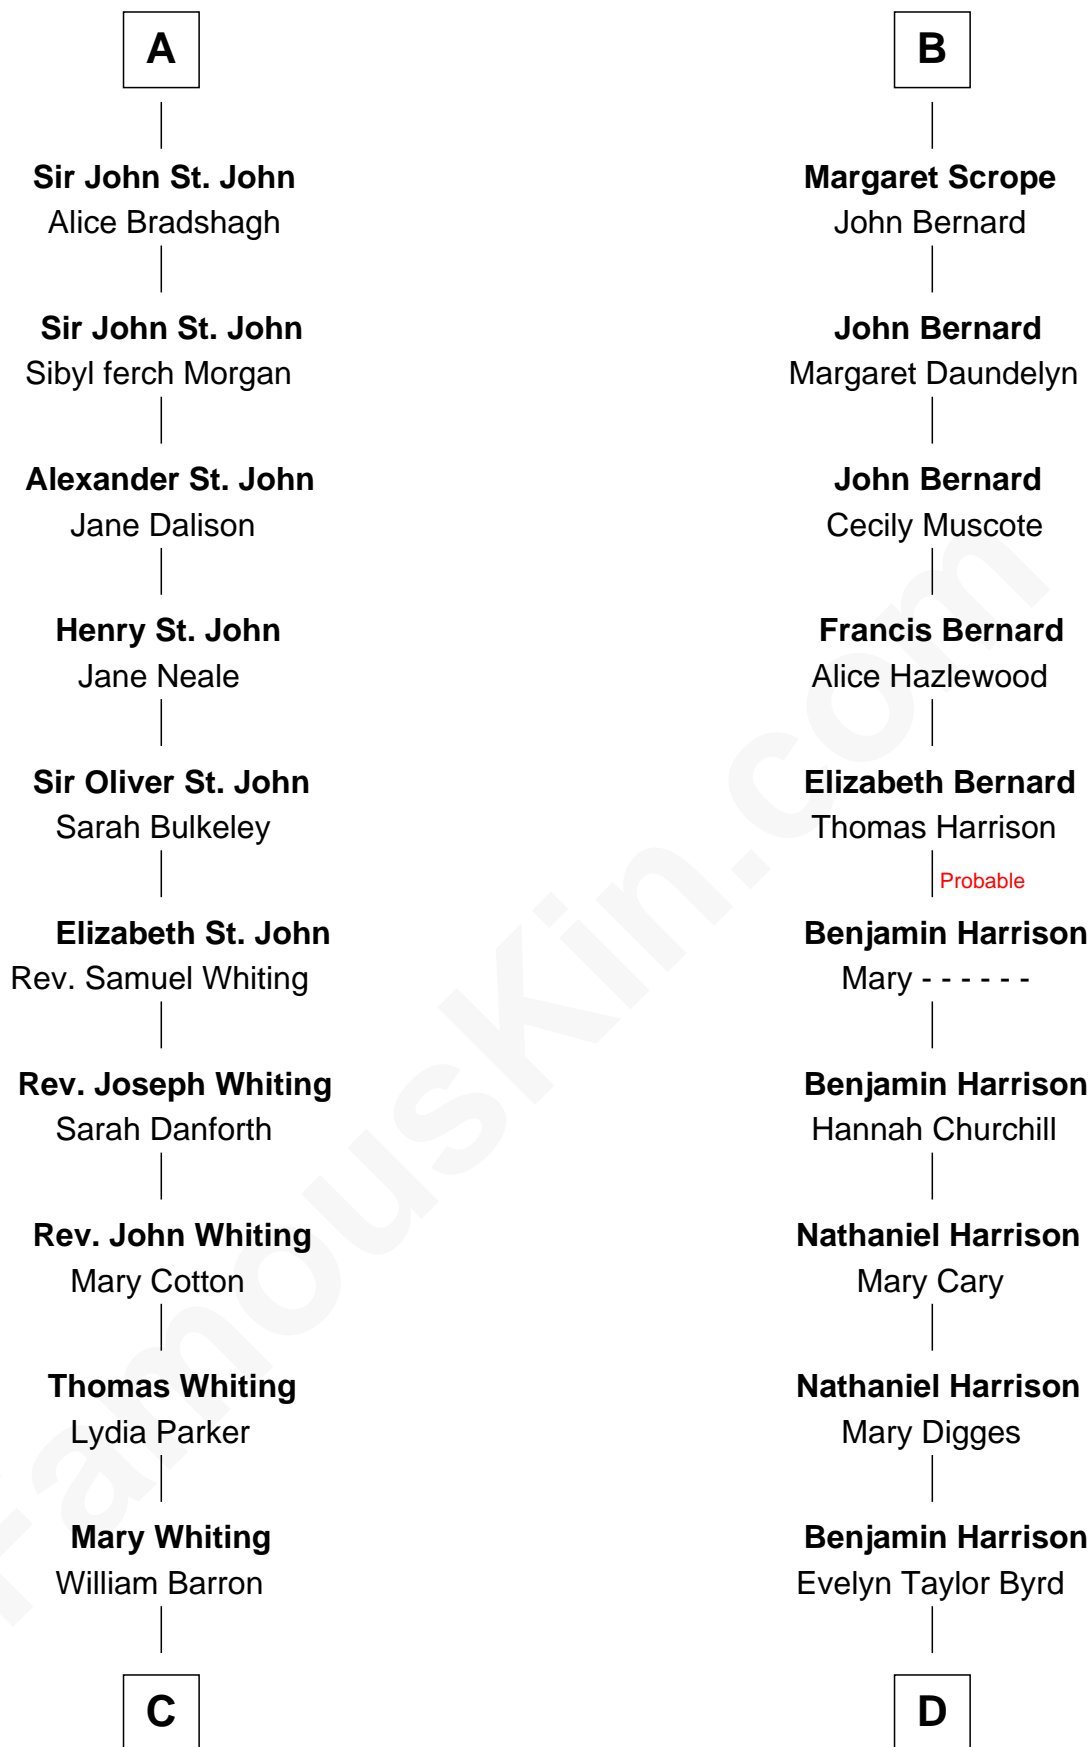 A
Sir John St. John
Alice Bradshagh
Sir John St. John
Sibyl ferch Morgan
Alexander St. John
Jane Dalison
Henry St. John
Jane Neale
Sir Oliver St. John
Sarah Bulkeley
Elizabeth St. John
Rev. Samuel Whiting
Rev. Joseph Whiting
Sarah Danforth
Rev. John Whiting
Mary Cotton
Thomas Whiting
Lydia Parker
Mary Whiting
William Barron
C
B
Margaret Scrope
John Bernard
John Bernard
Margaret Daundelyn
John Bernard
Cecily Muscote
Francis Bernard
Alice Hazlewood
Elizabeth Bernard
Thomas Harrison
Probable
Benjamin Harrison
Mary - - - - - -
Benjamin Harrison
Hannah Churchill
Nathaniel Harrison
Mary Cary
Nathaniel Harrison
Mary Digges
Benjamin Harrison
Evelyn Taylor Byrd
D
FamousKin.com